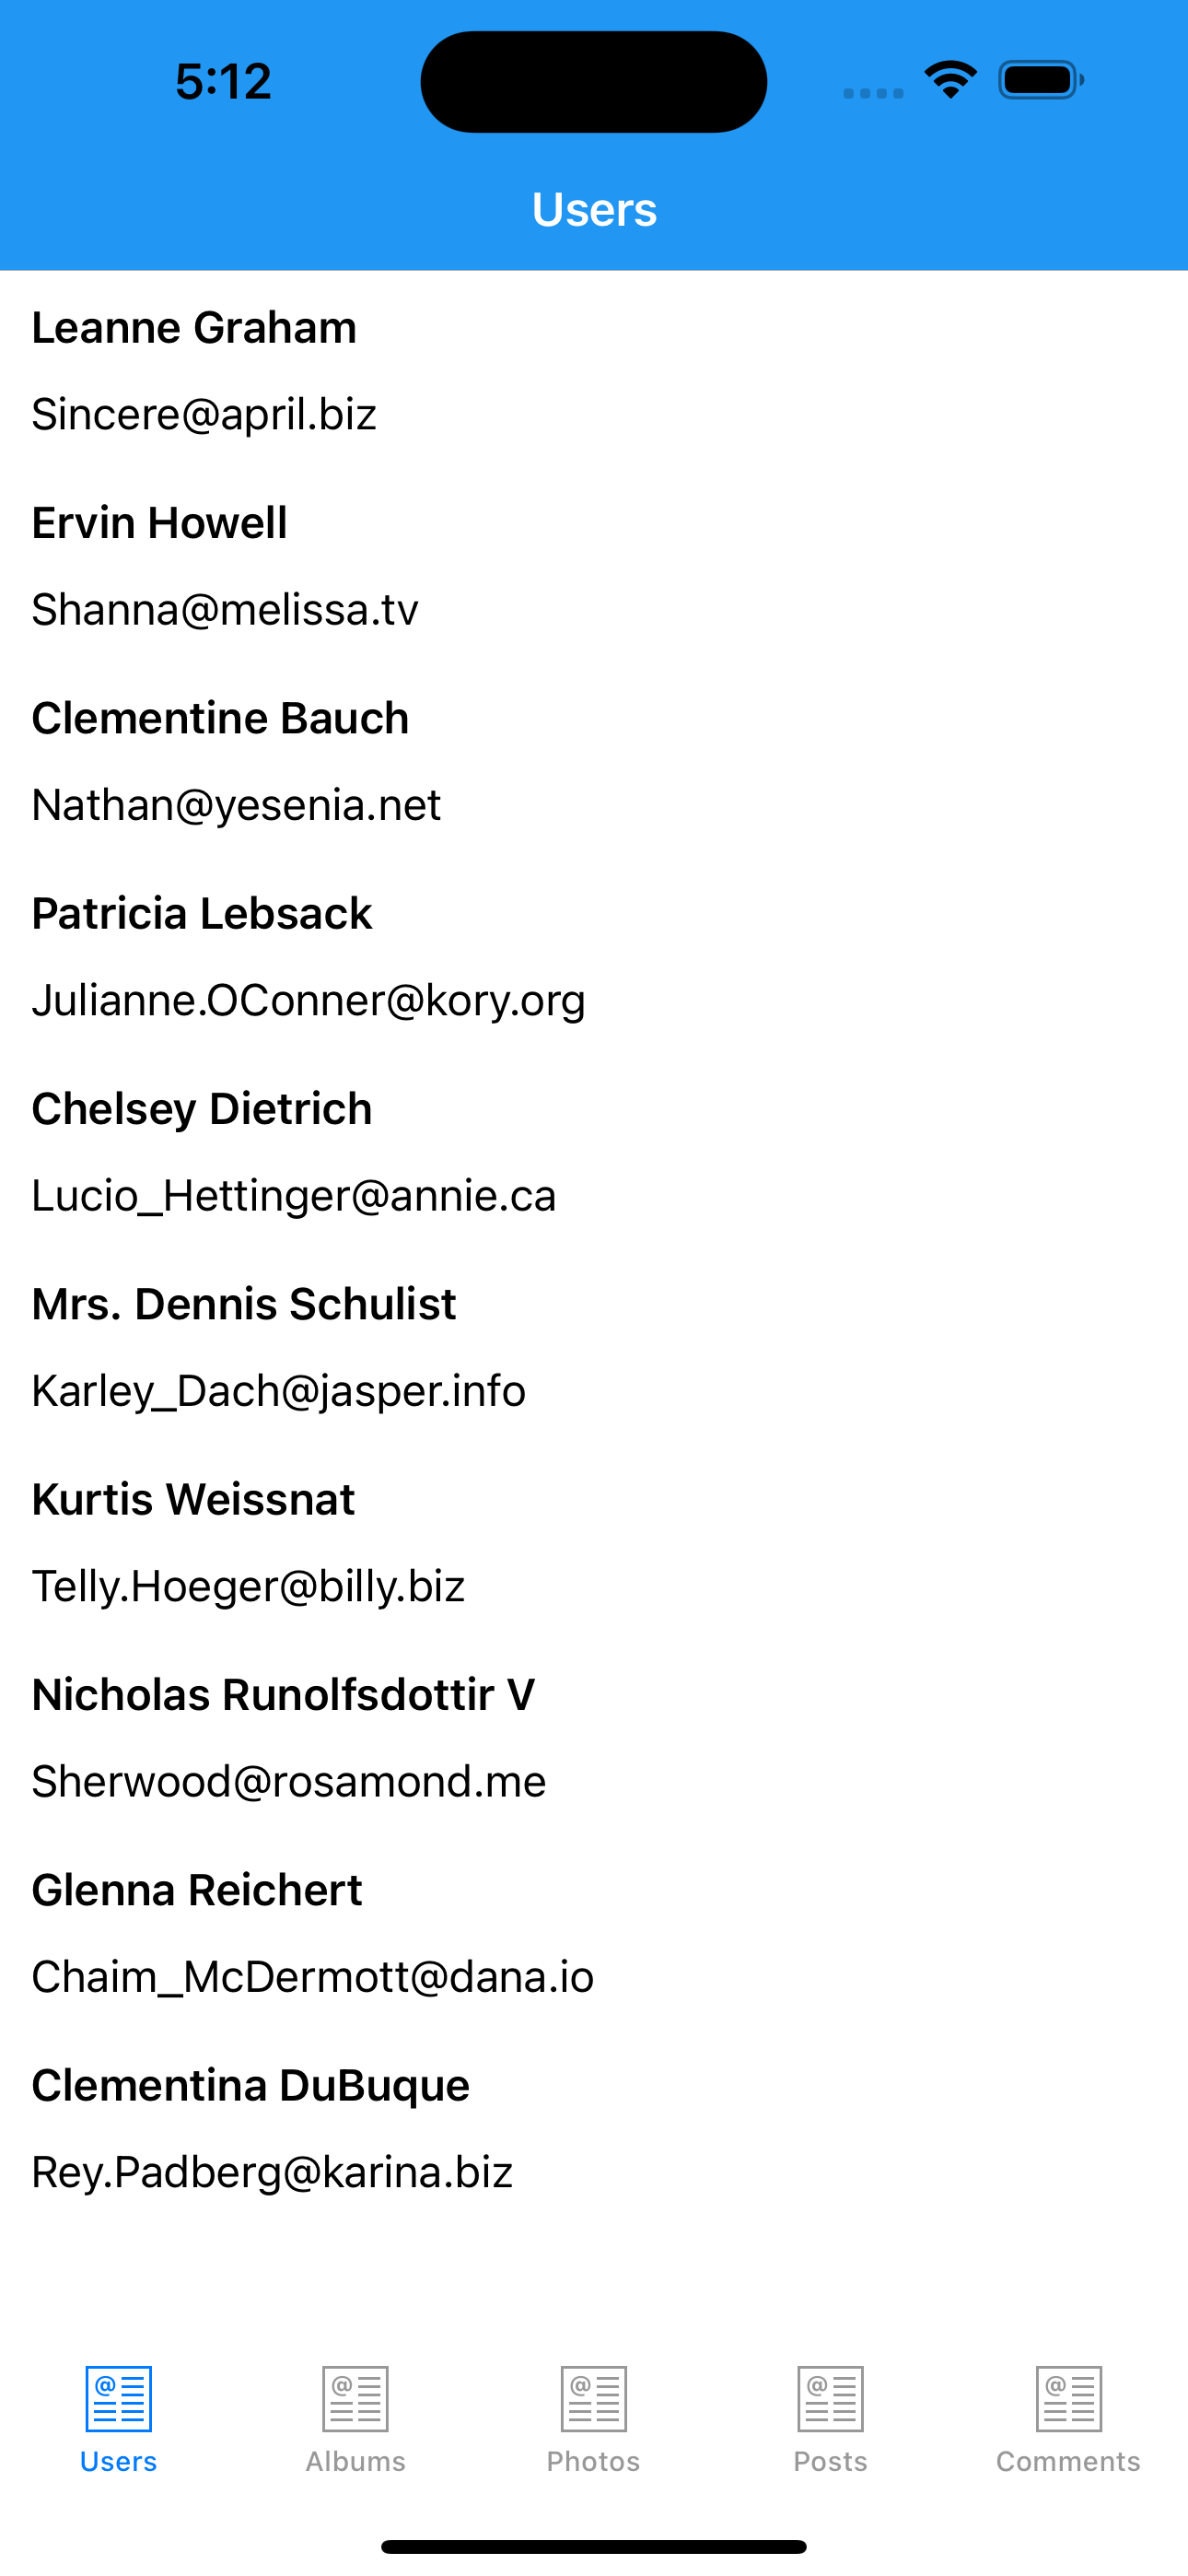 5:12
Users
Leanne Graham
Sincere@april.biz
Ervin Howell
Shanna@melissa.tv
Clementine Bauch
Nathan@yesenia.net
Patricia Lebsack
Julianne.OConner@kory.org
Chelsey Dietrich
Lucio_Hettinger@annie.ca
Mrs. Dennis Schulist
Karley_Dach@jasper.info
Kurtis Weissnat
Telly.Hoeger@billy.biz
Nicholas Runolfsdottir V
Sherwood@rosamond.me
Glenna Reichert
Chaim_McDermott@dana.io
Clementina DuBuque
Rey.Padberg@karina.biz
@ @ @ @ @
Users Albums Photos Posts Comments